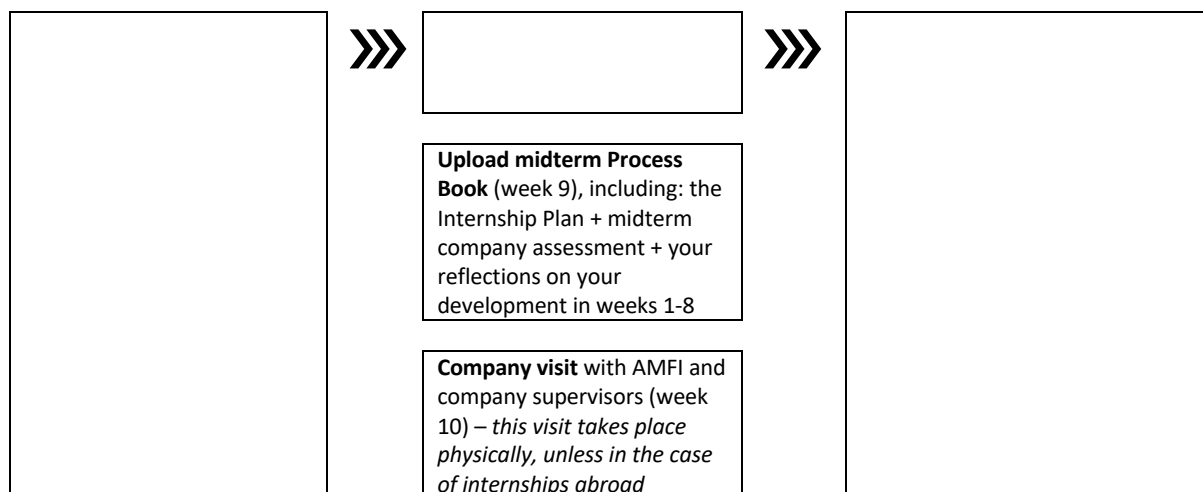 Upload midterm Process
Book (week 9), including: the
Internship Plan + midterm
company assessment + your
reflections on your
development in weeks 1-8
Company visit with AMFI and
company supervisors (week
10) – this visit takes place
physically, unless in the case
of internships abroad